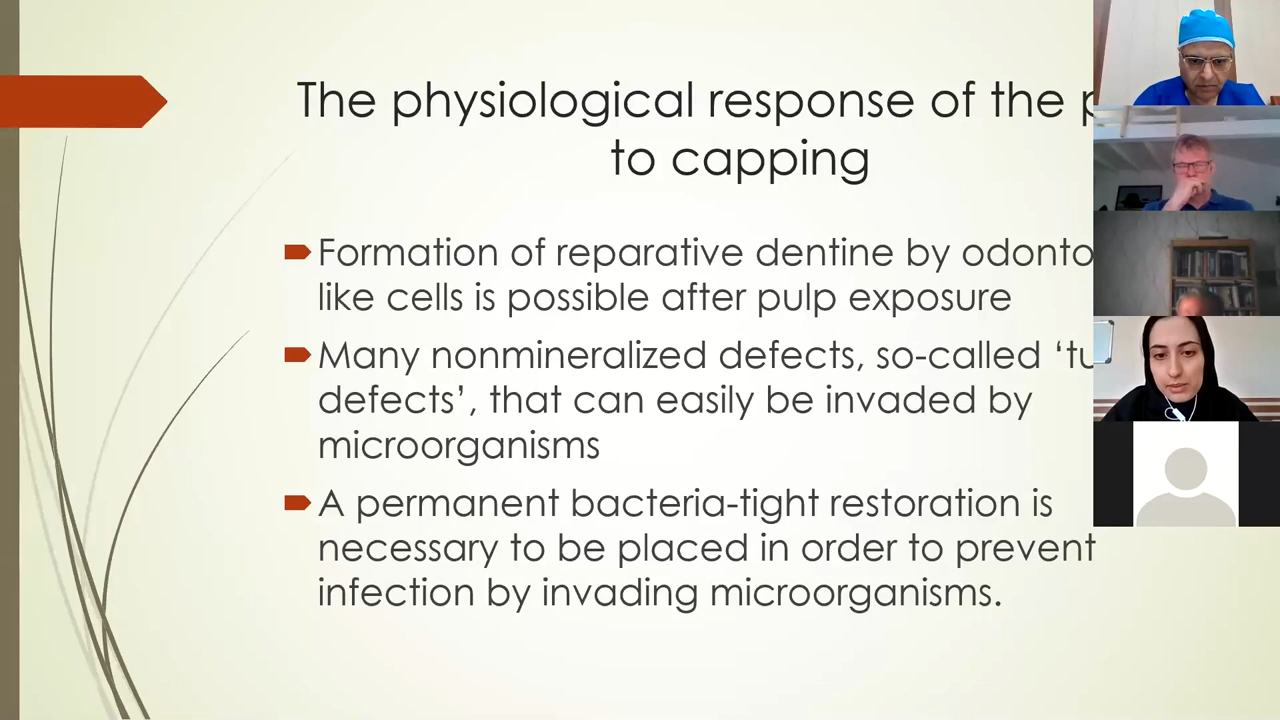 The physiological response of the
to capping
Formation of reparative dentine by odonto
like cells is possible after pulp exposure
Many nonmineralized defects, so-called ‘tu
defects’, that can easily be invaded by
microorganisms
A permanent bacteria-tight restoration is
necessary to be placed in order to prevent
infection by invading microorganisms.